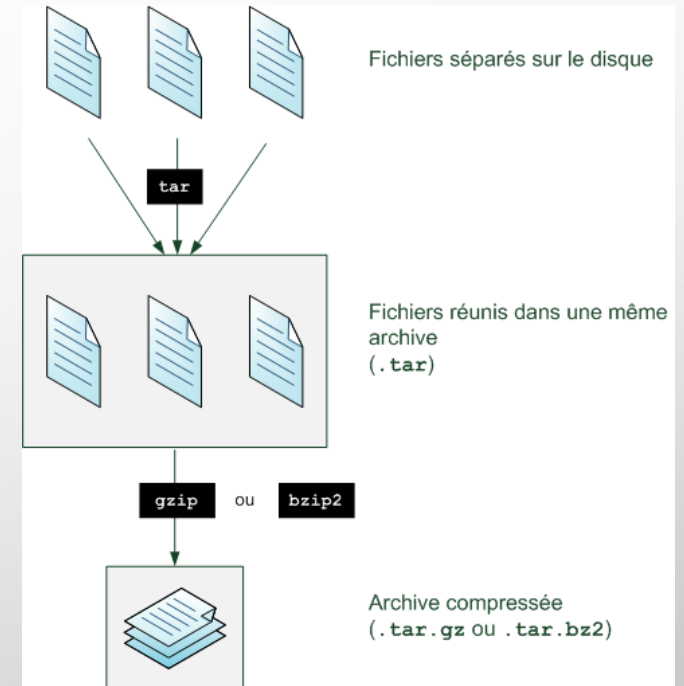 Fichiers séparés sur le disque
tar
Fichiers réunis dans une même
archive
(.tar)
gzip ou bzip2
Archive compressée
(.tar.gz ou .tar.bz2)